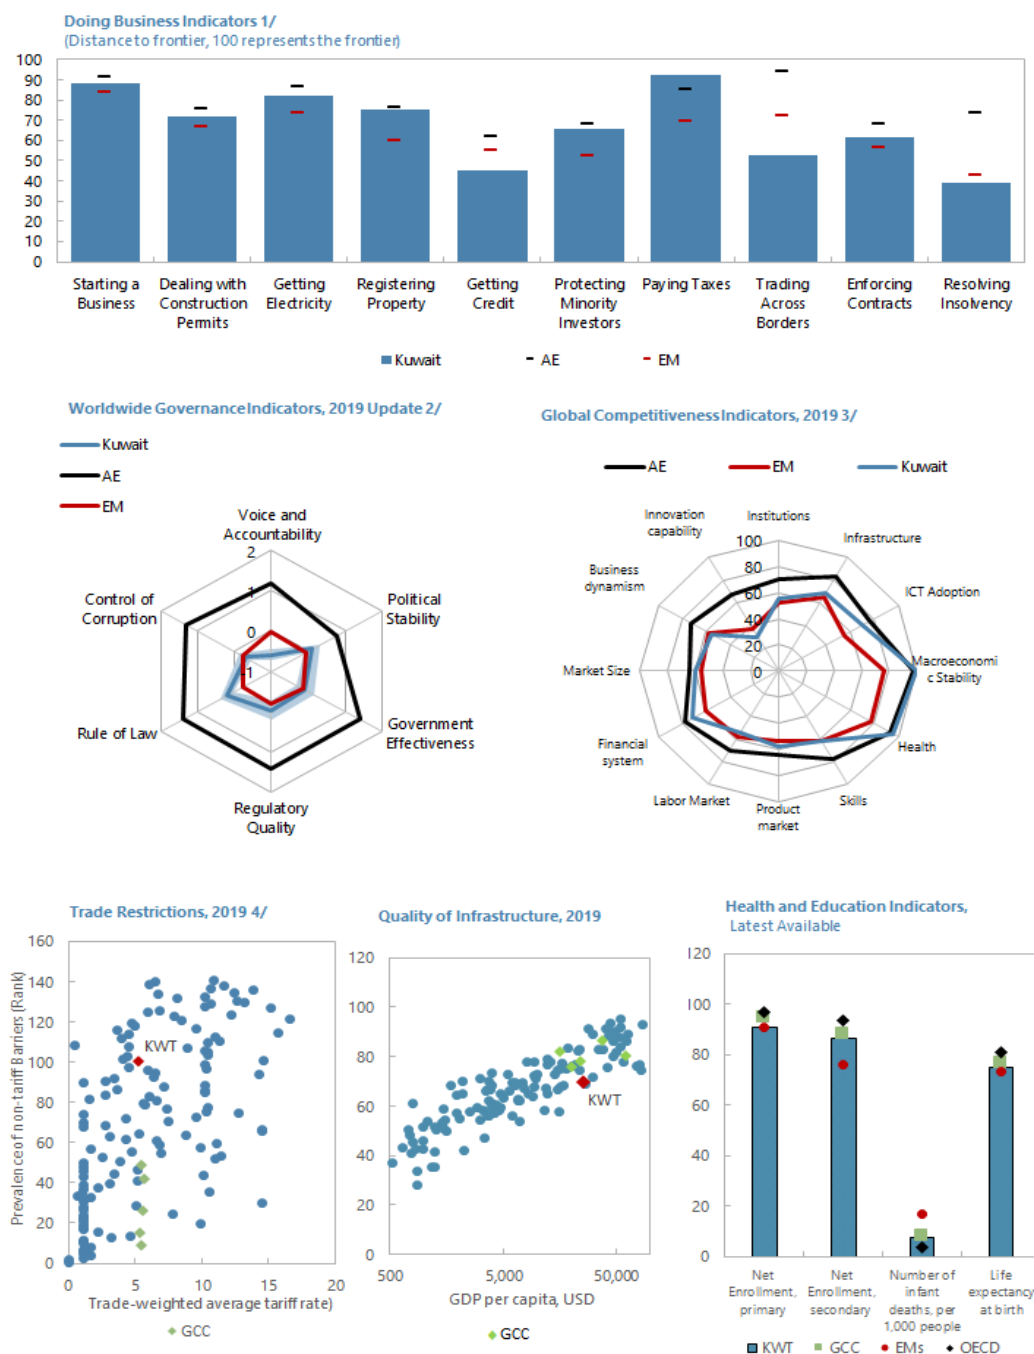 Doing Business Indicators 1/
(Distance to frontier, 100 represents the frontier)
100
90
80
70
60
50
40
30
20
10
0
Starting a
Business
Dealing with
Construction
Permits
Getting
Electricity
Registering
Property
Getting
Credit
Protecting
Minority
Investors
Paying Taxes
Trading
Across
Borders
Enforcing
Contracts
Resolving
Insolvency
Kuwait
AE
EM
Worldwide Governance Indicators, 2019 Update 2/
Kuwait
AE
EM
Voice and
Accountability
Political
Stability
Government
Effectiveness
Regulatory
Quality
Rule of Law
Control of
Corruption
2
1
0
-1
Global Competitiveness Indicators, 2019 3/
AE
EM
Kuwait
Institutions
Infrastructure
ICT Adoption
Macroeconomi
c Stability
Health
Skills
Product
market
Labor Market
Financial
system
Market Size
Business
dynamism
Innovation
capability
100
80
60
40
20
0
Trade Restrictions, 2019 4/
Prevalence of non-tariff Barriers (Rank)
160
140
120
100
80
60
40
20
0
KWT
0
5
10
15
20
Trade-weighted average tariff rate)
GCC
Quality of Infrastructure, 2019
120
100
80
60
40
20
0
KWT
500
5,000
50,000
GDP per capita, USD
GCC
Health and Education Indicators,
Latest Available
120
100
80
60
40
20
0
Net
Enrollment,
primary
Net
Enrollment,
secondary
Number of
infant
deaths, per
1,000 people
Life
expectancy
at birth
KWT
GCC
EMs
OECD